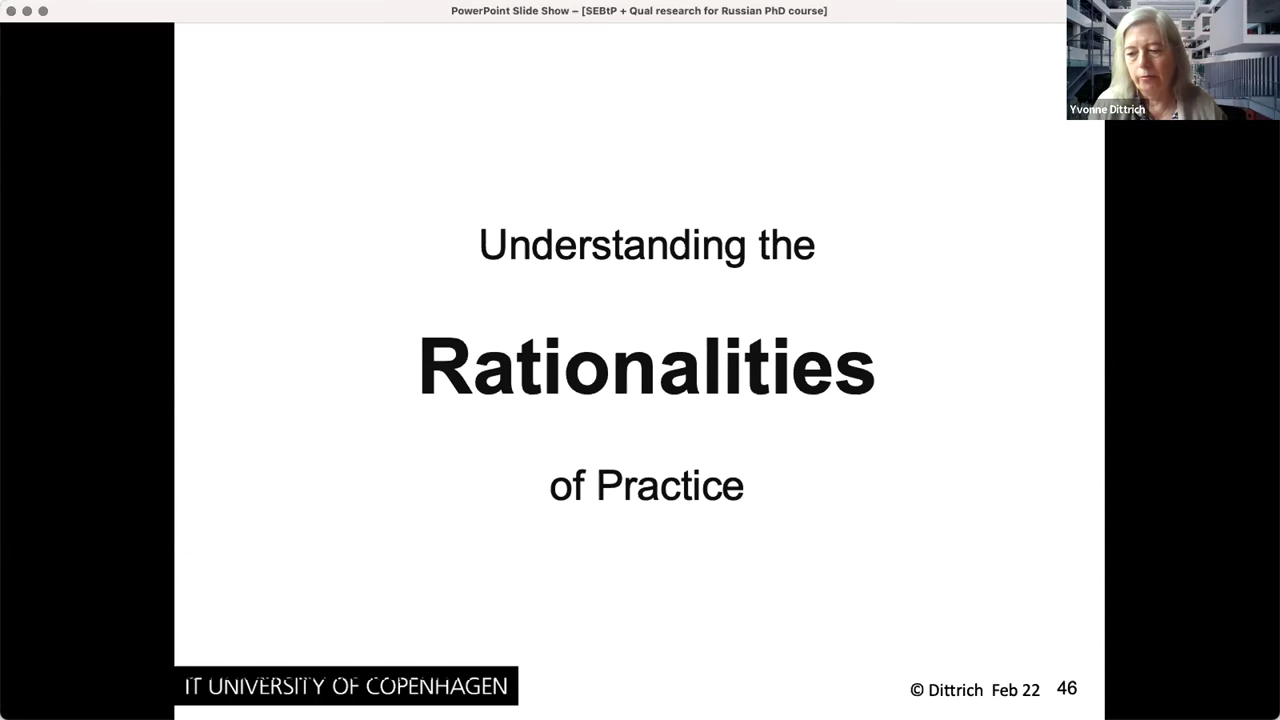 PowerPoint Slide Show – [SEBtP + Qual research for Russian PhD course]
Yvonne Dittrich
Understanding the
Rationalities
of Practice
IT UNIVERSITY OF COPENHAGEN
© Dittrich Feb 22 46